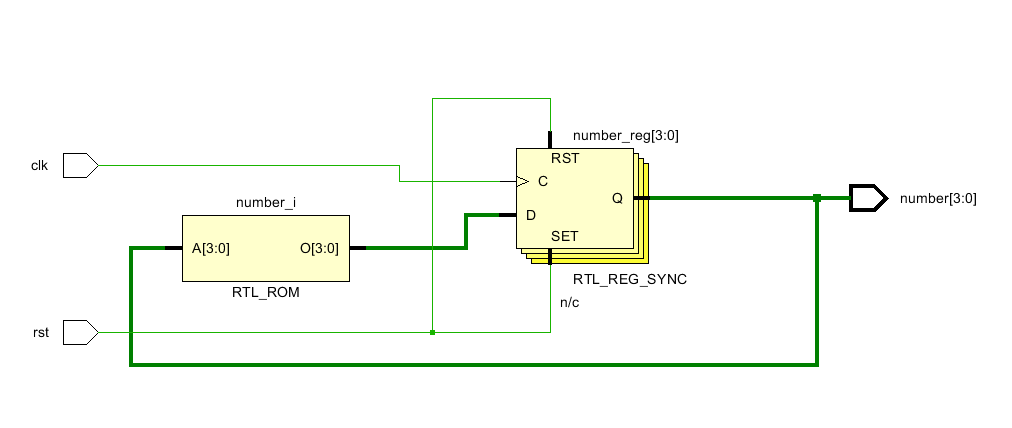 number_reg[3:0]
RST
clk
C
Q
number[3:0]
number_i
D
SET
A[3:0]
O[3:0]
RTL_REG_SYNC
RTL_ROM
n/c
rst